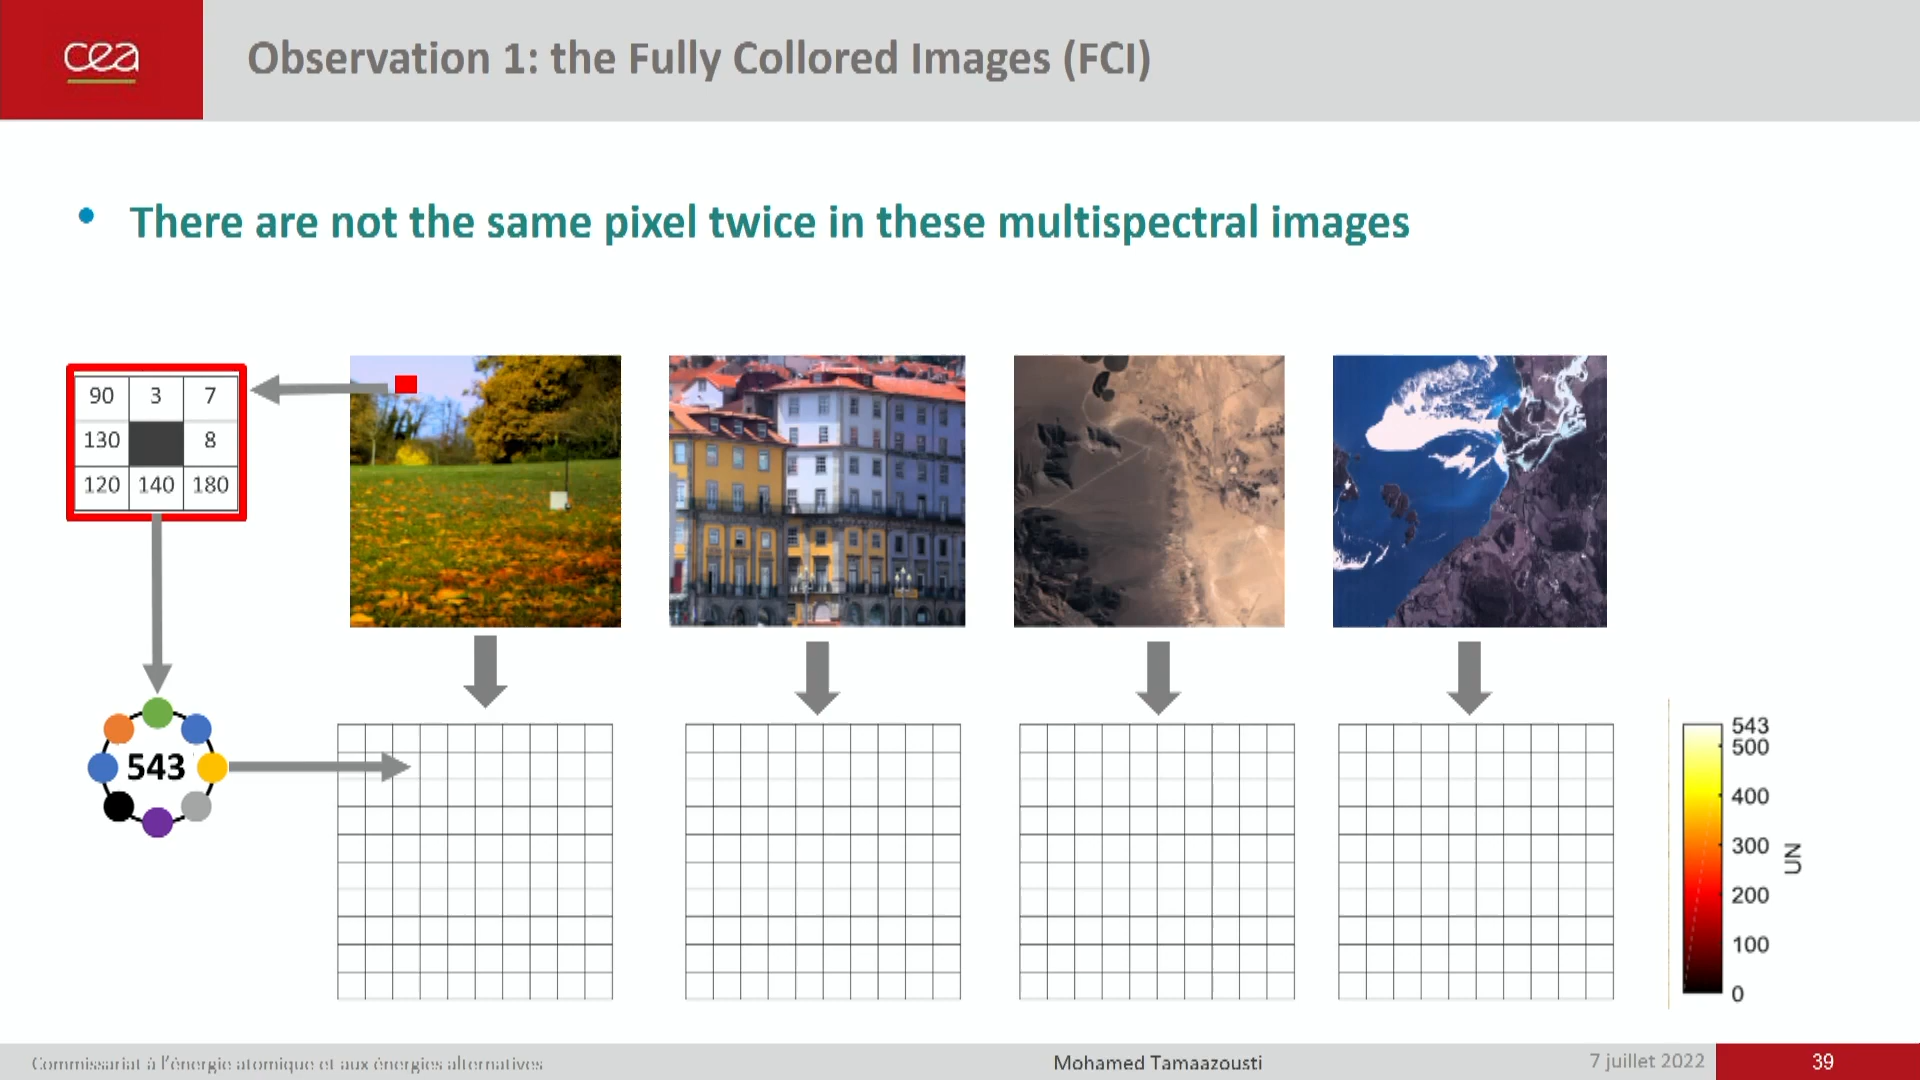 cea
Observation 1: the Fully Collored Images (FCI)
• There are not the same pixel twice in these multispectral images
90 3 7
130 8
120 140 180
543
543
500
400
300
200
100
0
UN
Commissariat à l'énergie atomique et aux énergies alternatives
Mohamed Tamaazousti
7 juillet 2022
39